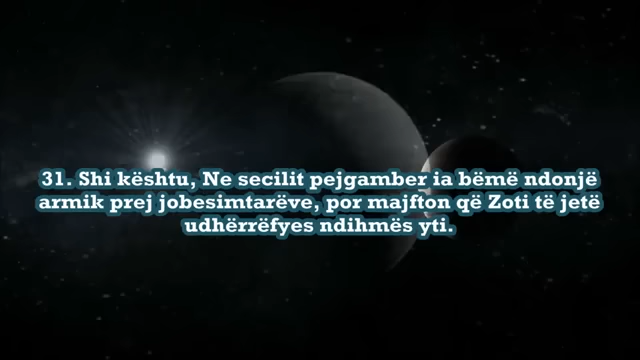 31. Shi kështu, Ne secilit pejgamber ia bëmë ndonjë
armik prej jobesimtarëve, por majfton që Zoti të jetë
udhërrëfyes ndihmës yti.